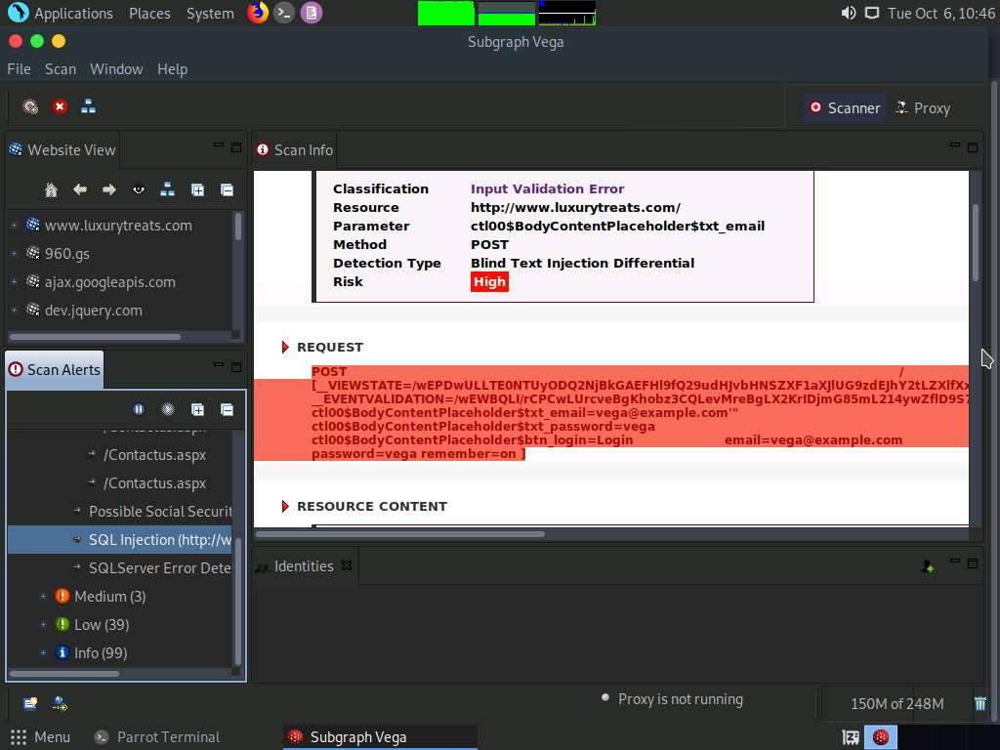 Applications Places System Tue Oct 6, 10:46
Subgraph Vega
File Scan Window Help
Scanner Proxy
Website View
www.luxurytreats.com
960.gs
ajax.googleapis.com
dev.jquery.com
Scan Alerts
/Contactus.aspx
/Contactus.aspx
/Contactus.aspx
Possible Social Securit
SQL Injection (http://w
SQLServer Error Dete
Medium (3)
Low (39)
Info (99)
Scan Info
Classification Input Validation Error
Resource http://www.luxurytreats.com/
Parameter ctl00$BodyContentPlaceholder$txt_email
Method POST
Detection Type Blind Text Injection Differential
Risk High
REQUEST
POST /
ctl00$BodyContentPlaceholder$txt_email=vega@example.com'"
ctl00$BodyContentPlaceholder$txt_password=vega
ctl00$BodyContentPlaceholder$btn_login=Login email=vega@example.com
password=vega remember=on ]
RESOURCE CONTENT
Identities
Proxy is not running
150M of 248M
Menu Parrot Terminal Subgraph Vega